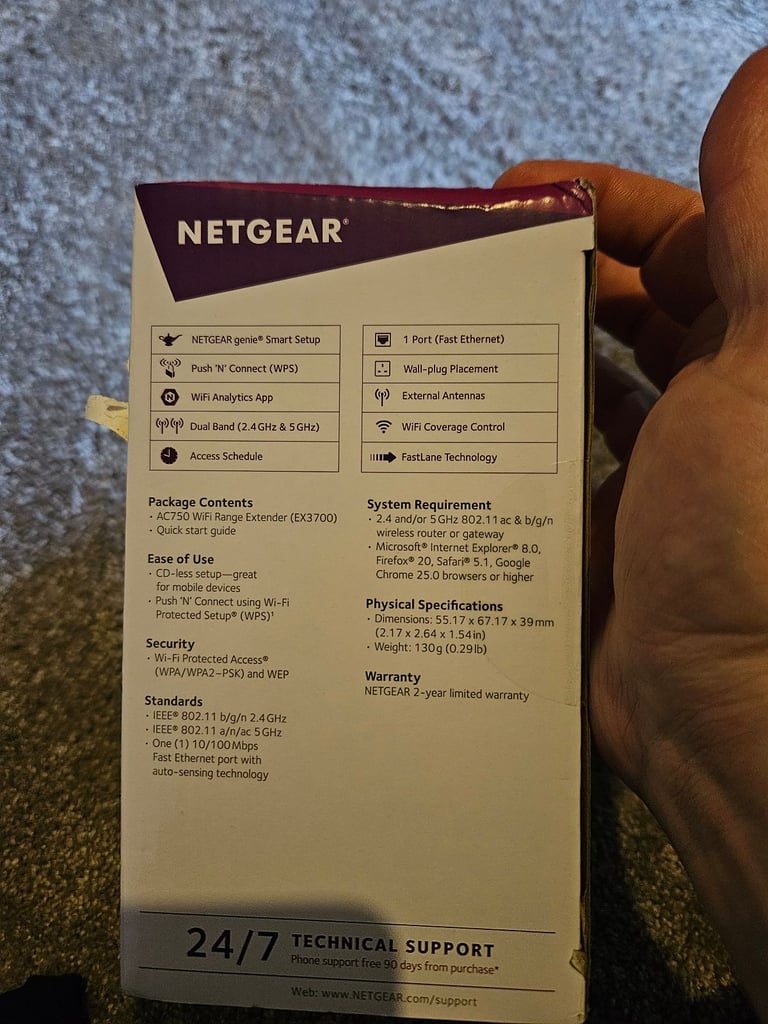 NETGEAR®
NETGEAR genie® Smart Setup
Push 'N' Connect (WPS)
WiFi Analytics App
Dual Band (2.4 GHz & 5 GHz)
Access Schedule
1 Port (Fast Ethernet)
Wall-plug Placement
External Antennas
WiFi Coverage Control
FastLane Technology
Package Contents
· AC750 WiFi Range Extender (EX3700)
· Quick start guide
Ease of Use
· CD-less setup—great
for mobile devices
· Push 'N' Connect using Wi-Fi
Protected Setup® (WPS)¹
Security
· Wi-Fi Protected Access®
(WPA/WPA2–PSK) and WEP
Standards
· IEEE® 802.11 b/g/n 2.4 GHz
· IEEE® 802.11 a/n/ac 5 GHz
· One (1) 10/100 Mbps
Fast Ethernet port with
auto-sensing technology
System Requirement
· 2.4 and/or 5 GHz 802.11 ac & b/g/n
wireless router or gateway
· Microsoft® Internet Explorer® 8.0,
Firefox® 20, Safari® 5.1, Google
Chrome 25.0 browsers or higher
Physical Specifications
· Dimensions: 55.17 x 67.17 x 39 mm
(2.17 x 2.64 x 1.54 in)
· Weight: 130 g (0.29 lb)
Warranty
NETGEAR 2-year limited warranty
24/7 TECHNICAL SUPPORT
Phone support free 90 days from purchase*
Web: www.NETGEAR.com/support